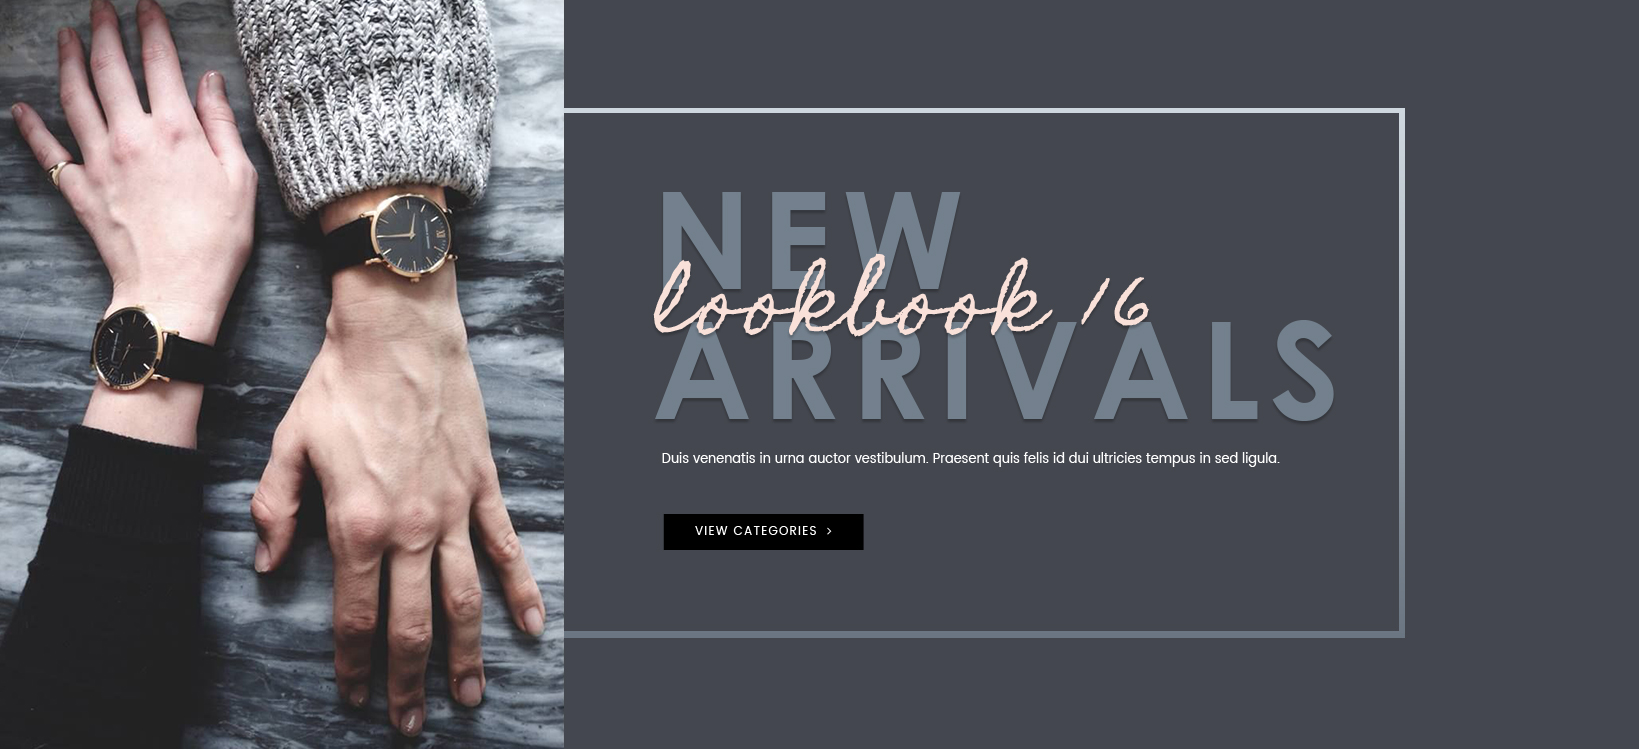 NEW
lookbook '16
ARRIVALS
Duis venenatis in urna auctor vestibulum. Praesent quis felis id dui ultricies tempus in sed ligula.
VIEW CATEGORIES >